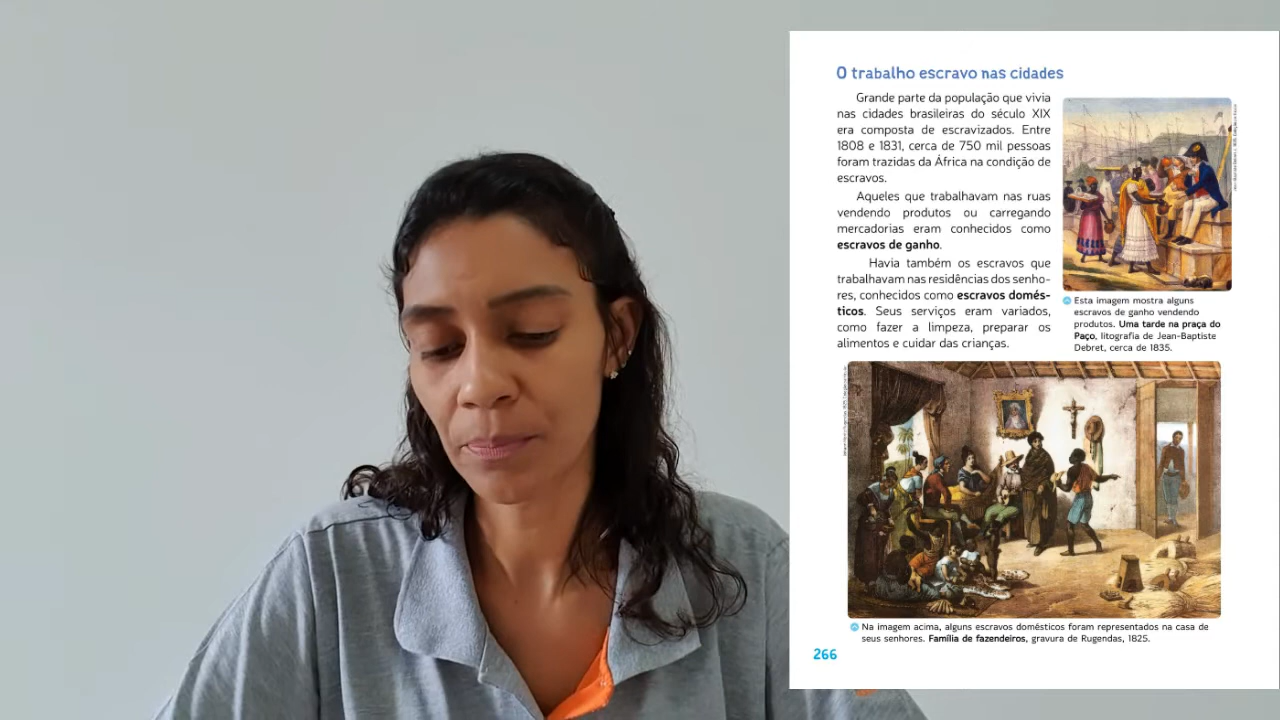 O trabalho escravo nas cidades
Grande parte da população que vivia
nas cidades brasileiras do século XIX
era composta de escravizados. Entre
1808 e 1831, cerca de 750 mil pessoas
foram trazidas da África na condição de
escravos.
Aqueles que trabalhavam nas ruas
vendendo produtos ou carregando
mercadorias eram conhecidos como
escravos de ganho.
Havia também os escravos que
trabalhavam nas residências dos senho-
res, conhecidos como escravos domés-
ticos. Seus serviços eram variados,
como fazer a limpeza, preparar os
alimentos e cuidar das crianças.
Esta imagem mostra alguns
escravos de ganho vendendo
produtos. Uma tarde na praça do
Paço, litografia de Jean-Baptiste
Debret, cerca de 1835.
Na imagem acima, alguns escravos domésticos foram representados na casa de
seus senhores. Família de fazendeiros, gravura de Rugendas, 1825.
266